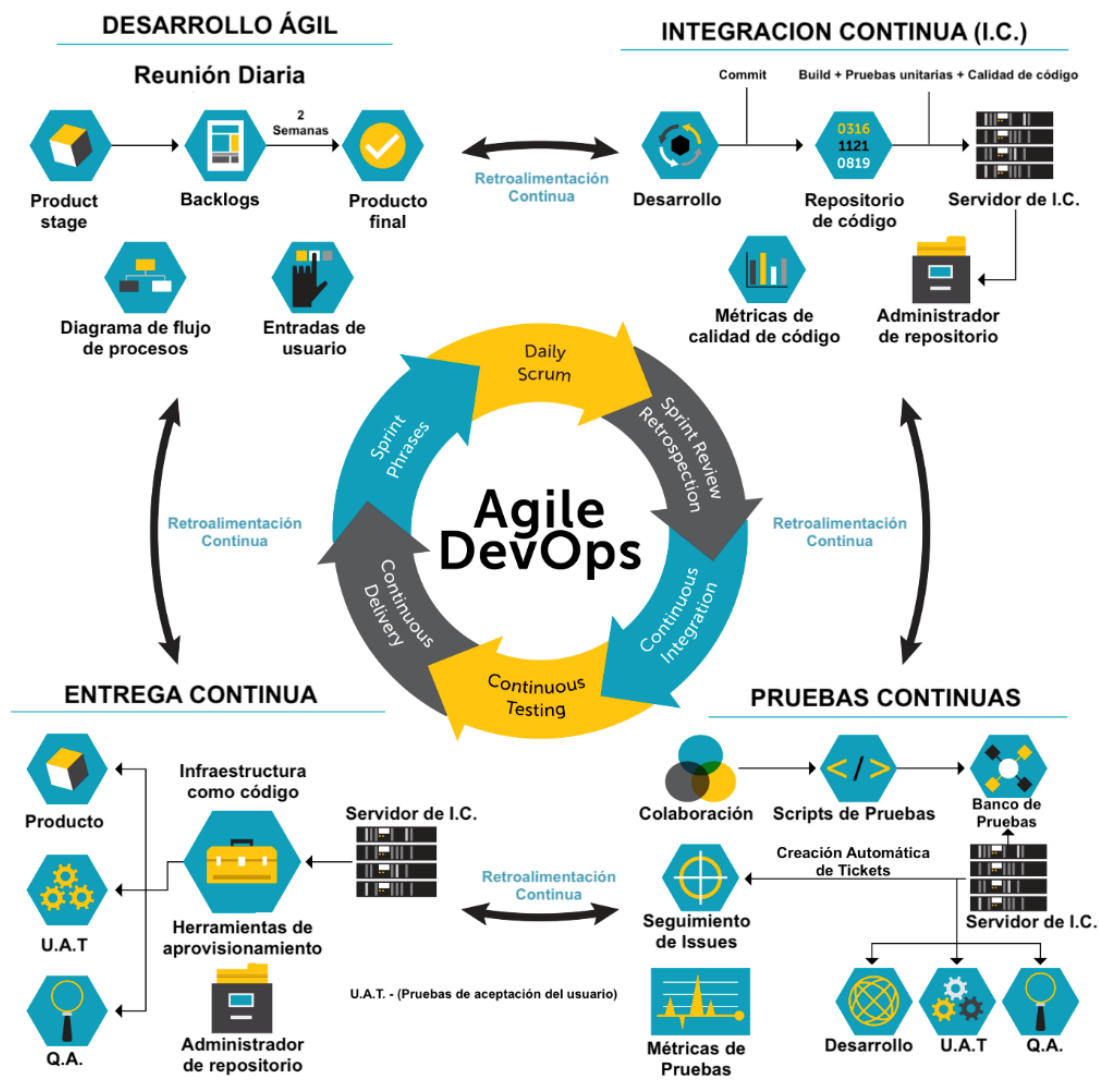 DESARROLLO ÁGIL
Reunión Diaria
2
Semanas
Product
stage
Backlogs
Producto
final
Diagrama de flujo
de procesos
Entradas de
usuario
Retroalimentación
Continua
INTEGRACION CONTINUA (I.C.)
Commit
Build + Pruebas unitarias + Calidad de código
0316
1121
0819
Desarrollo
Repositorio
de código
Servidor de I.C.
Métricas de
calidad de código
Administrador
de repositorio
Daily
Scrum
Sprint Review
Retrospection
Continuous
Integration
Continuous
Testing
Continuous
Delivery
Sprint
Phrases
Agile
DevOps
Retroalimentación
Continua
Retroalimentación
Continua
ENTREGA CONTINUA
Producto
Infraestructura
como código
Servidor de I.C.
U.A.T
Herramientas de
aprovisionamiento
Q.A.
Administrador
de repositorio
Retroalimentación
Continua
U.A.T. - (Pruebas de aceptación del usuario)
PRUEBAS CONTINUAS
Colaboración
</>
Scripts de Pruebas
Banco de
Pruebas
Creación Automática
de Tickets
Seguimiento
de Issues
Servidor de I.C.
Métricas de
Pruebas
Desarrollo
U.A.T
Q.A.